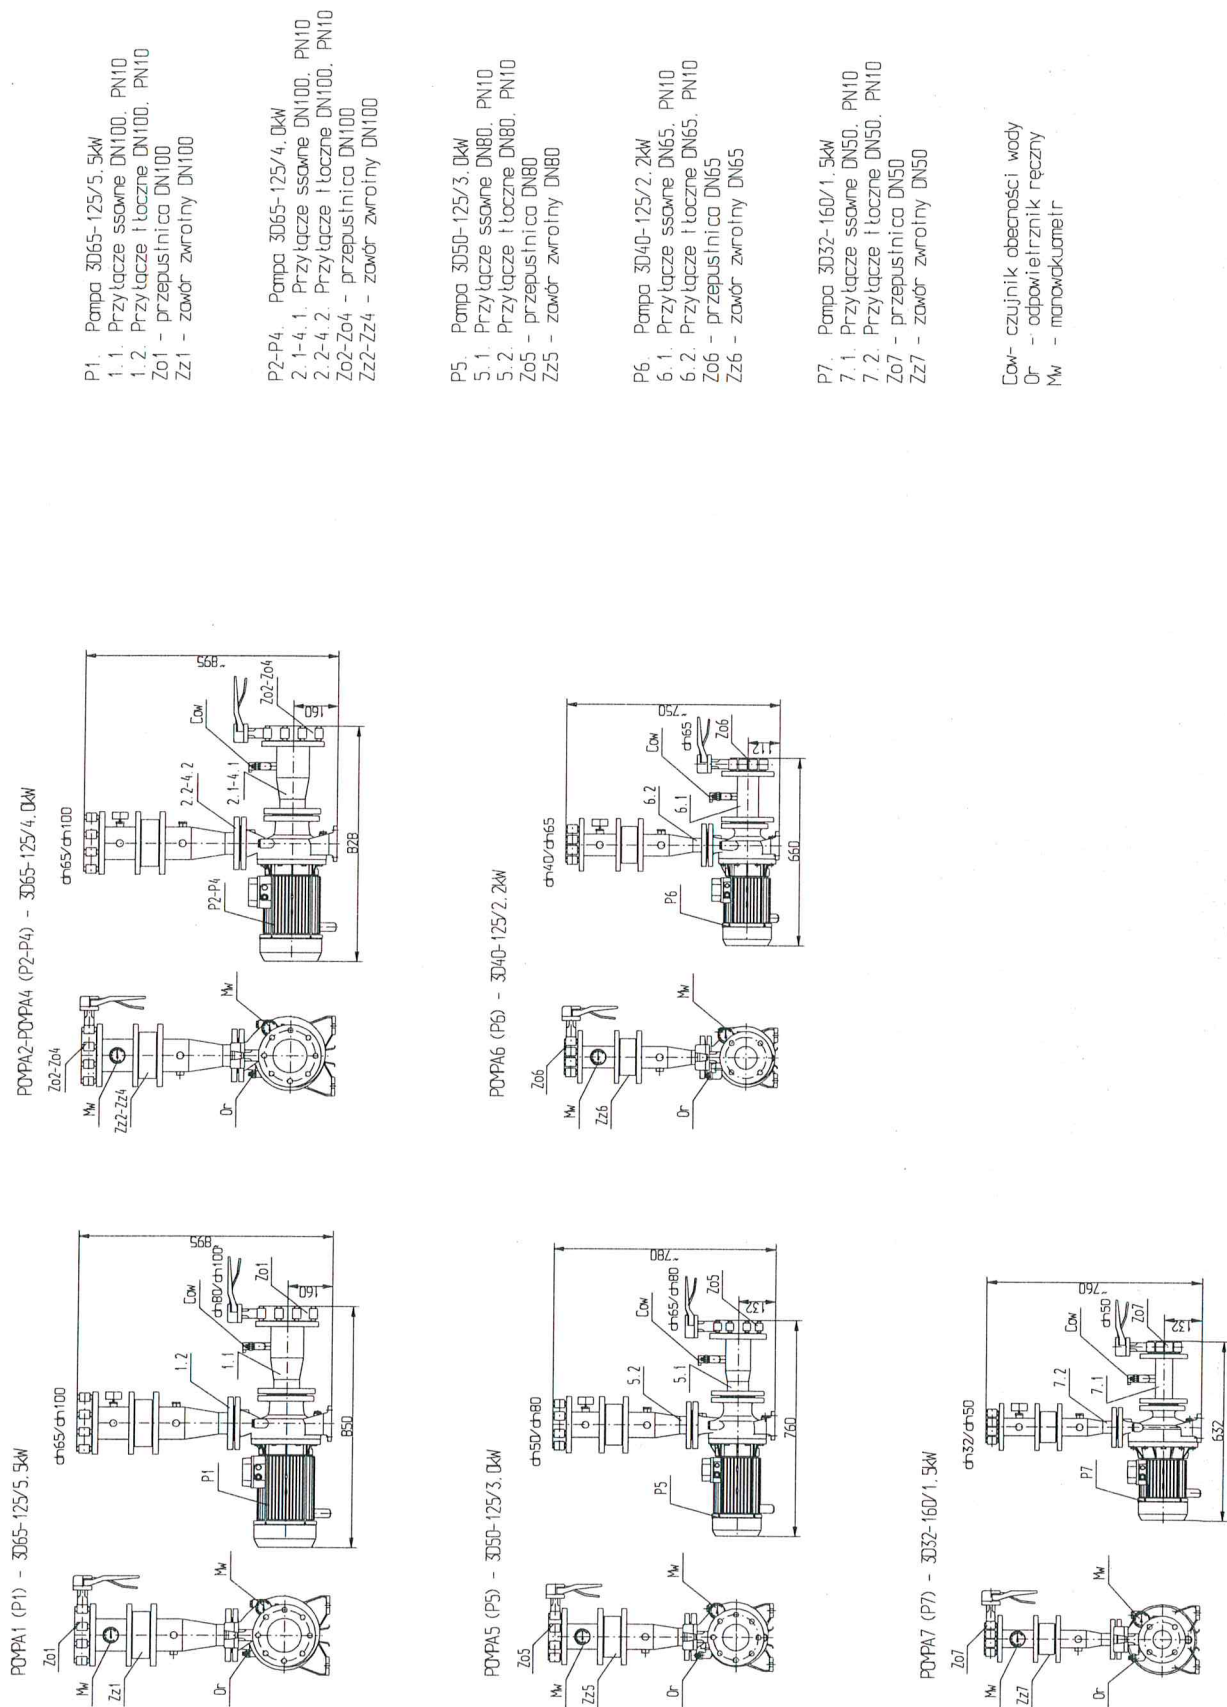 POMPA1 (P1) - 3D65-125/5.5kW
Zo1
Mw
Zz1
Or
Mw
dn65/dn100
P1
1.2
1.1
Cow
dn80/dn100
Zo1
~895
160
850
POMPA2-POMPA4 (P2-P4) - 3D65-125/4.0kW
Zo2-Zo4
Mw
Zz2-Zz4
Or
Mw
dn65/dn100
P2-P4
2.2-4.2
2.1-4.1
Cow
Zo2-Zo4
~895
160
828
POMPA5 (P5) - 3D50-125/3.0kW
Zo5
Mw
Zz5
Or
Mw
dn50/dn80
P5
5.2
5.1
Cow
dn65/dn80
Zo5
~780
132
760
POMPA6 (P6) - 3D40-125/2.2kW
Zo6
Mw
Zz6
Or
Mw
dn40/dn65
P6
6.2
6.1
Cow
dn65
Zo6
~750
112
660
POMPA7 (P7) - 3D32-160/1.5kW
Zo7
Mw
Zz7
Or
Mw
dn32/dn50
P7
7.2
7.1
Cow
dn50
Zo7
~760
132
632
P1. Pompa 3D65-125/5.5kW
1.1. Przyłącze ssawne DN100, PN10
1.2. Przyłącze tłoczne DN100, PN10
Zo1 - przepustnica DN100
Zz1 - zawór zwrotny DN100
P2-P4. Pompa 3D65-125/4.0kW
2.1-4.1. Przyłącze ssawne DN100, PN10
2.2-4.2. Przyłącze tłoczne DN100, PN10
Zo2-Zo4 - przepustnica DN100
Zz2-Zz4 - zawór zwrotny DN100
P5. Pompa 3D50-125/3.0kW
5.1. Przyłącze ssawne DN80, PN10
5.2. Przyłącze tłoczne DN80, PN10
Zo5 - przepustnica DN80
Zz5 - zawór zwrotny DN80
P6. Pompa 3D40-125/2.2kW
6.1. Przyłącze ssawne DN65, PN10
6.2. Przyłącze tłoczne DN65, PN10
Zo6 - przepustnica DN65
Zz6 - zawór zwrotny DN65
P7. Pompa 3D32-160/1.5kW
7.1. Przyłącze ssawne DN50, PN10
7.2. Przyłącze tłoczne DN50, PN10
Zo7 - przepustnica DN50
Zz7 - zawór zwrotny DN50
Cow- czujnik obecności wody
Or - odpowietrznik ręczny
Mw - manowakuometr